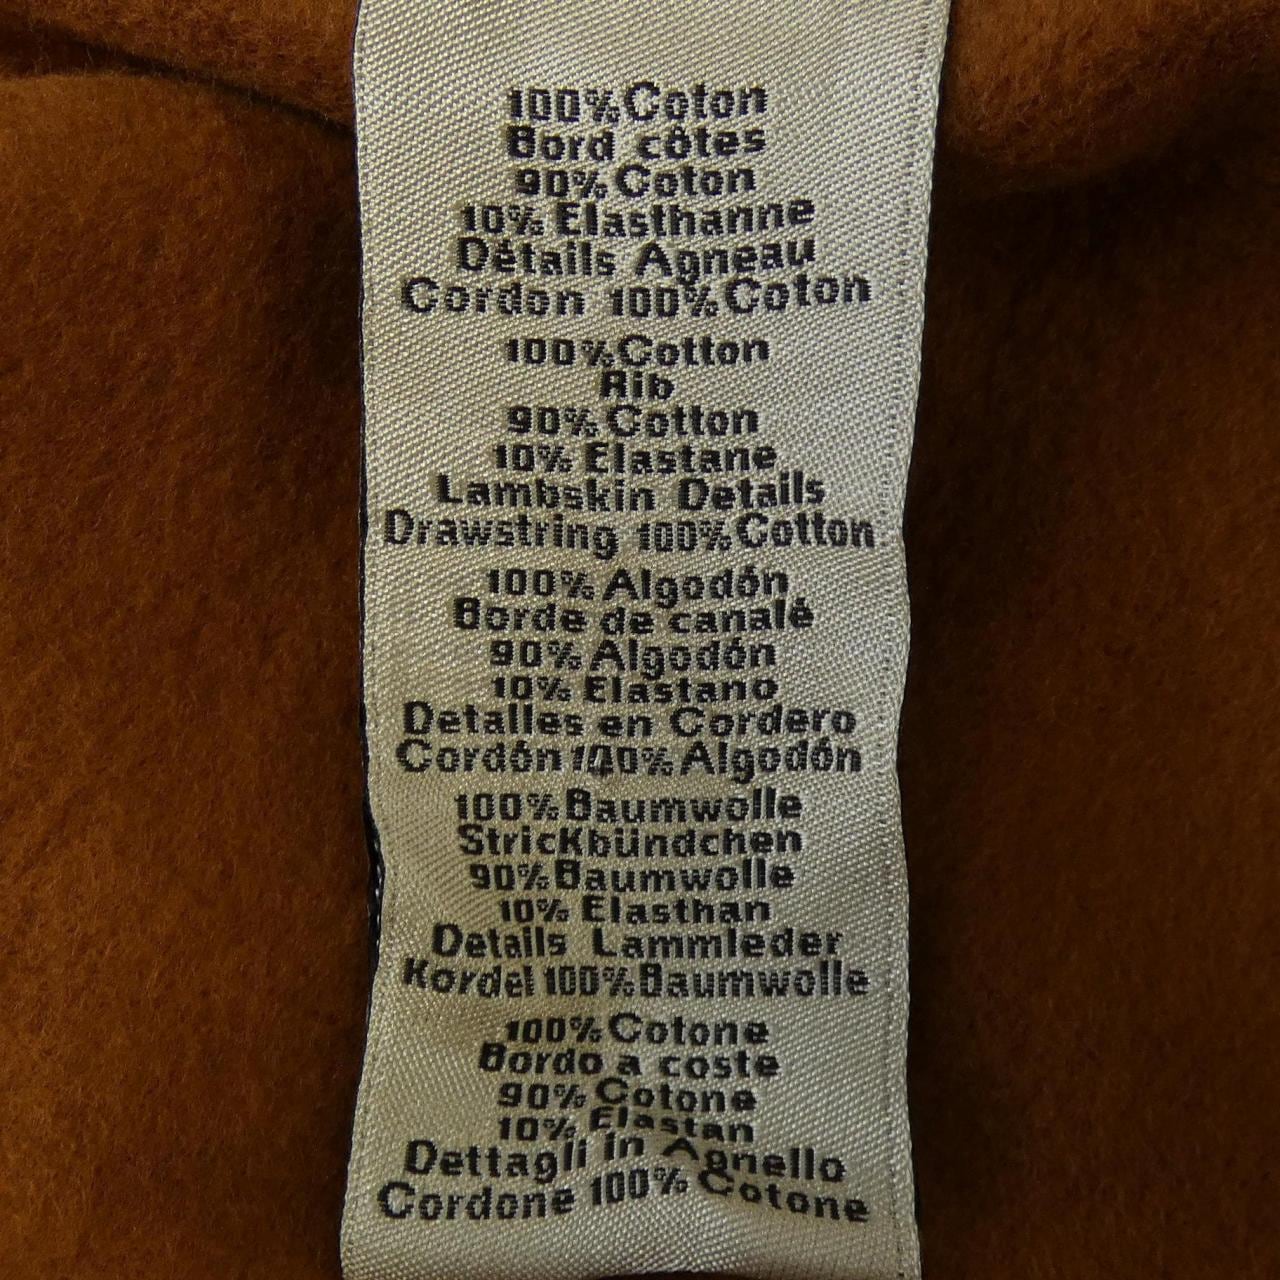 100% Coton
Bord côtes
90% Coton
10% Elasthanne
Détails Agneau
Cordon 100% Coton
100% Cotton
Rib
90% Cotton
10% Elastane
Lambskin Details
Drawstring 100% Cotton
100% Algodón
Borde de canalé
90% Algodón
10% Elastano
Detalles en Cordero
Cordón 100% Algodón
100% Baumwolle
StricKbündchen
90% Baumwolle
10% Elasthan
Details Lammleder
Kordel 100% Baumwolle
100% Cotone
Bordo a coste
90% Cotone
10% Elastan
Dettagli in Agnello
Cordone 100% Cotone